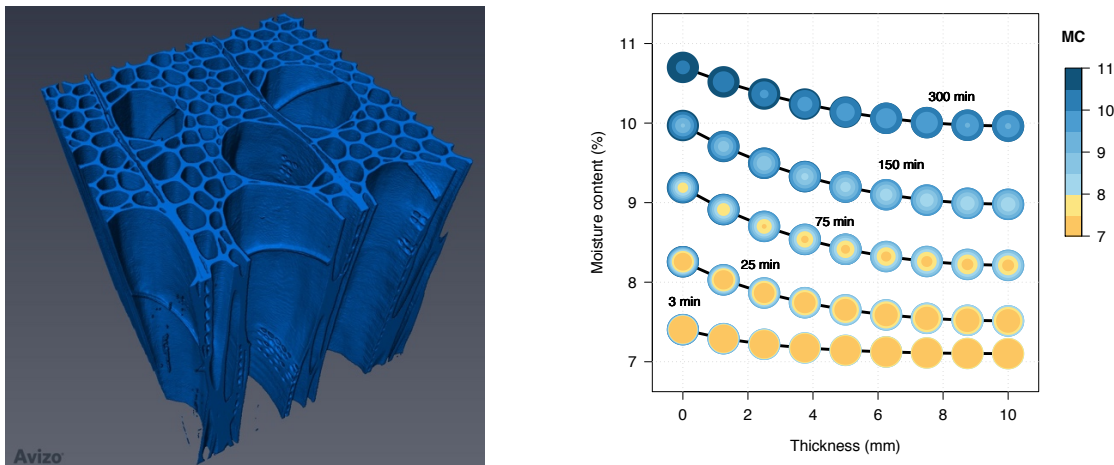 Avizo
11
10
9
8
7
Moisture content (%)
300 min
150 min
75 min
25 min
3 min
0
2
4
6
8
10
Thickness (mm)
MC
11
10
9
8
7